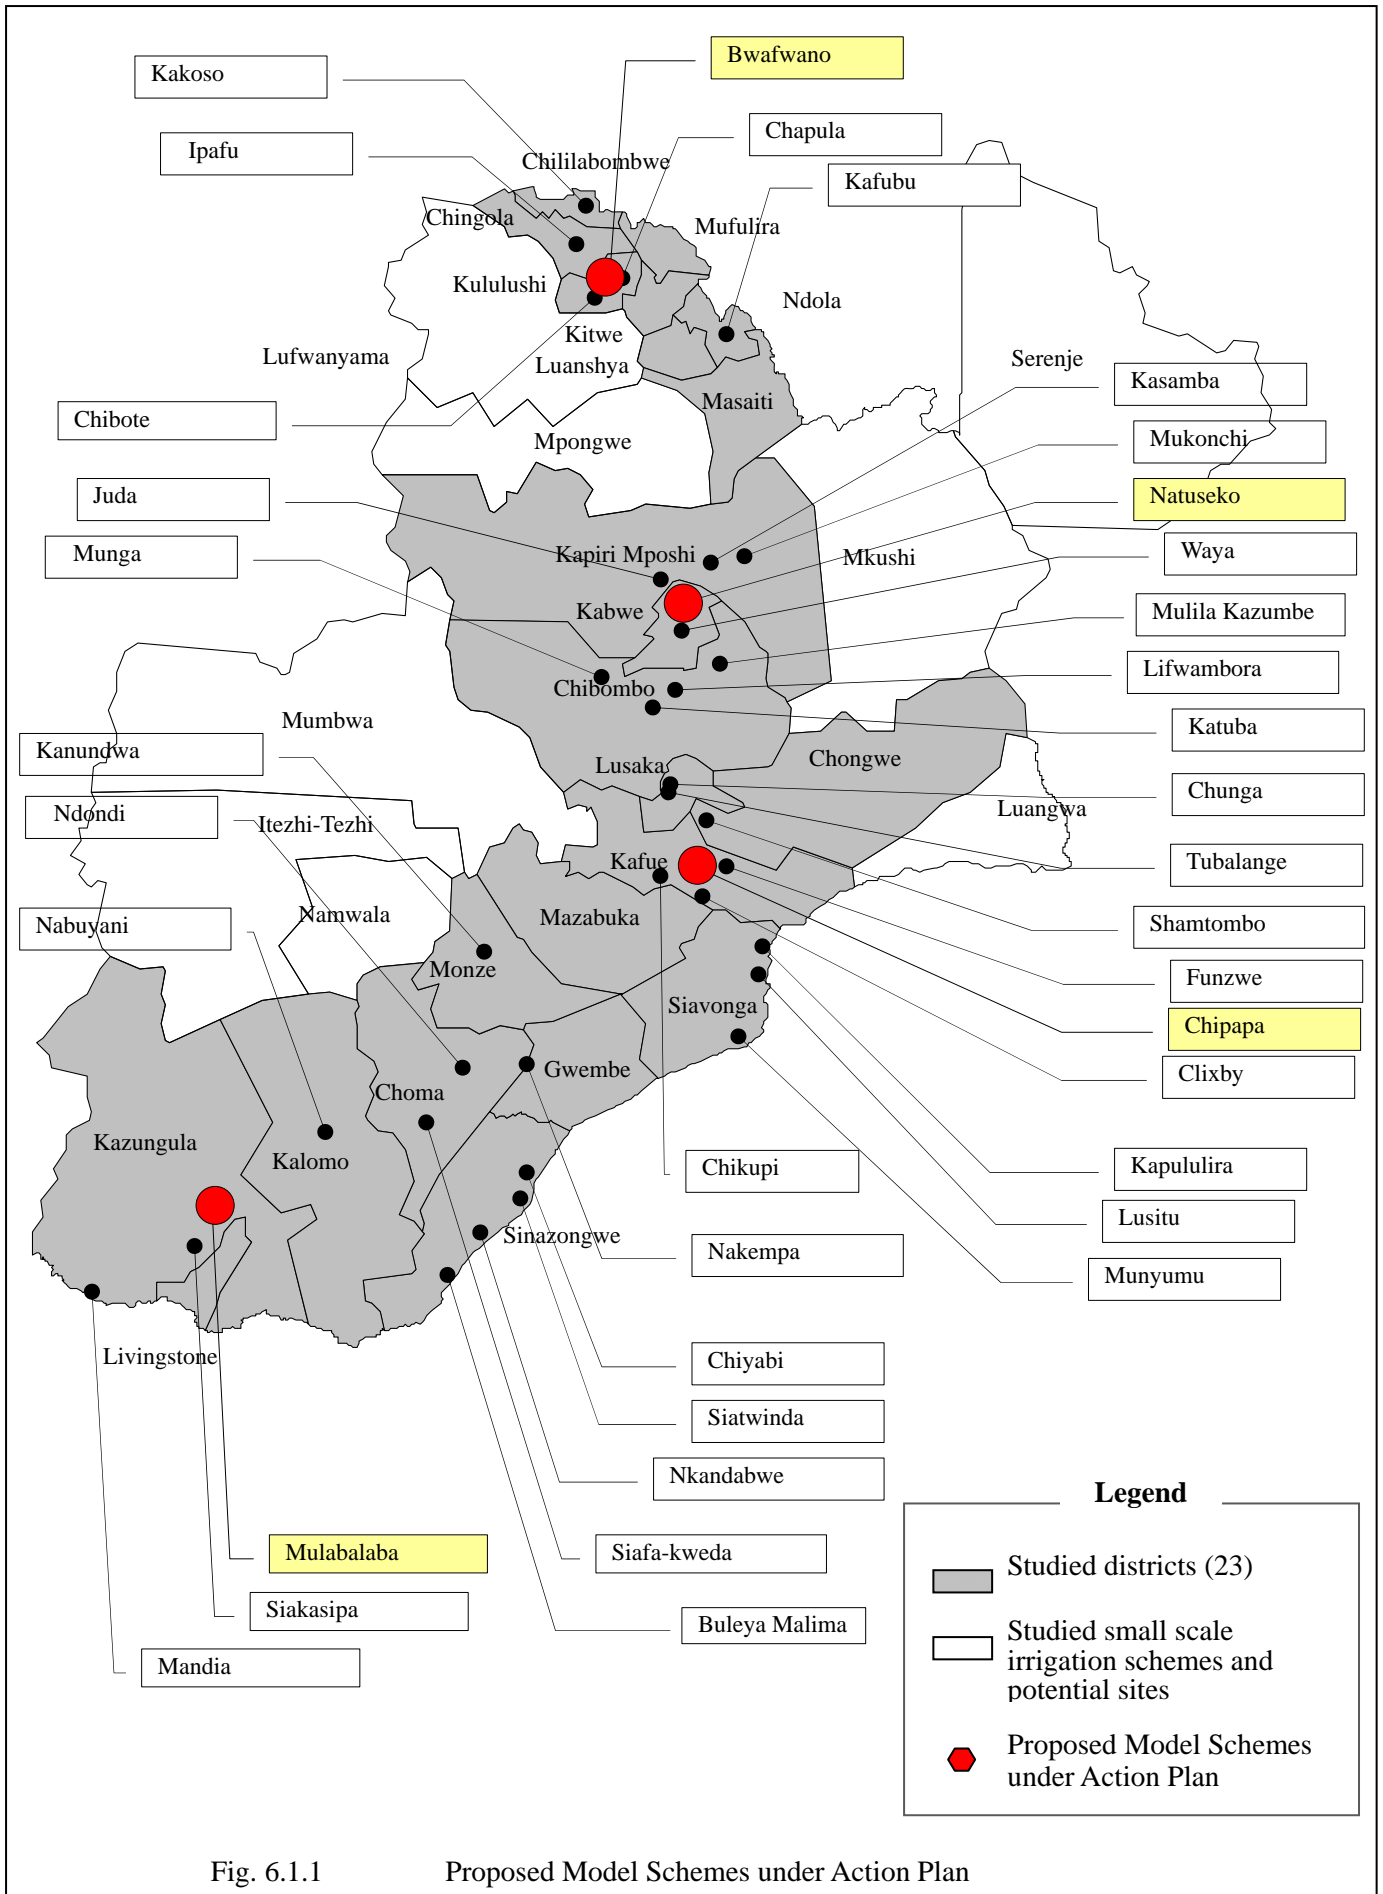 Bwafwano
Kakoso
Chapula
Ipafu
Chililabombwe
Kafubu
Chingola
Mufulira
Kululushi
Ndola
Kitwe
Lufwanyama
Luanshya
Serenje
Kasamba
Masaiti
Chibote
Mpongwe
Mukonchi
Juda
Natuseko
Munga
Kapiri Mposhi
Mkushi
Waya
Kabwe
Mulila Kazumbe
Lifwambora
Chibombo
Mumbwa
Katuba
Kanundwa
Lusaka
Chongwe
Chunga
Ndondi
Itezhi-Tezhi
Luangwa
Kafue
Tubalange
Nabuyani
Namwala
Mazabuka
Shamtombo
Monze
Funzwe
Siavonga
Chipapa
Gwembe
Clixby
Choma
Kazungula
Kalomo
Chikupi
Kapululira
Lusitu
Sinazongwe
Nakempa
Munyumu
Livingstone
Chiyabi
Siatwinda
Nkandabwe
Mulabalaba
Siafa-kweda
Siakasipa
Buleya Malima
Mandia
Legend
Studied districts (23)
Studied small scale
irrigation schemes and
potential sites
Proposed Model Schemes
under Action Plan
Fig. 6.1.1 Proposed Model Schemes under Action Plan